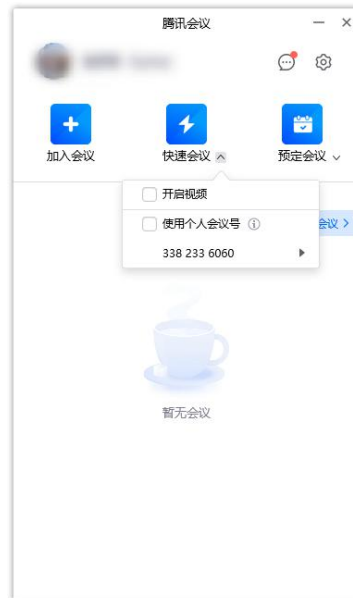 腾讯会议
加入会议
快速会议
预定会议
开启视频
使用个人会议号
会议 >
338 233 6060
暂无会议